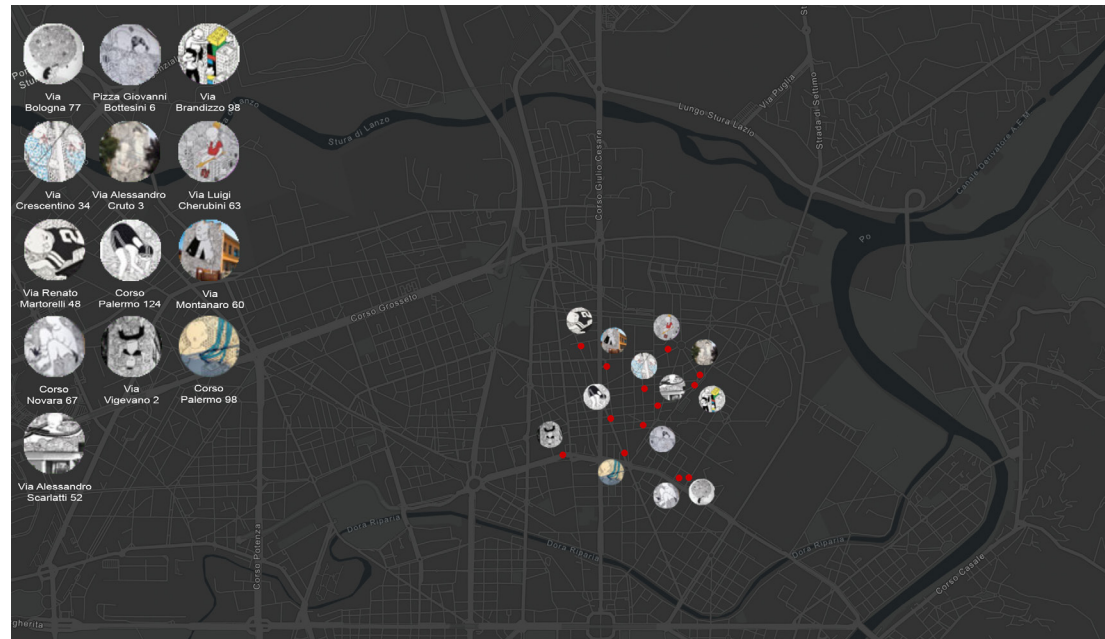 Via
Bologna 77
Pizza Giovanni
Bottesini 6
Via
Brandizzo 98
Via
Crescentino 34
Via Alessandro
Cruto 3
Via Luigi
Cherubini 63
Via Renato
Martorelli 48
Corso
Palermo 124
Via
Montanaro 60
Corso
Novara 67
Via
Vigevano 2
Corso
Palermo 98
Via Alessandro
Scarlatti 52
Stura di Lanzo
Corso Giulio Cesare
Lungo Stura Lazio
Via Puglia
Strada di Settimo
Canale Derivatore A.E.M.
Po
Corso Grosseto
Corso Potenza
Dora Riparia
Dora Riparia
Dora Riparia
Corso Casale
gherita